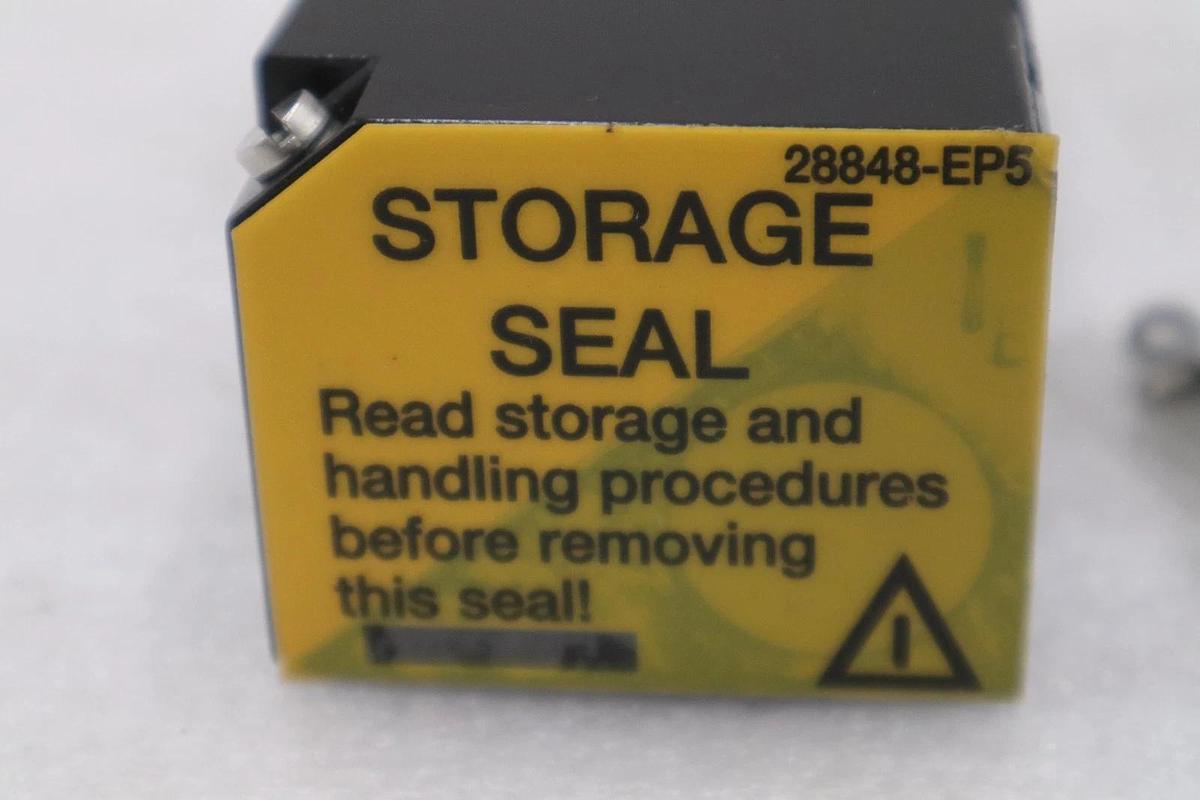 28848-EP5
STORAGE
SEAL
Read storage and
handling procedures
before removing
this seal!